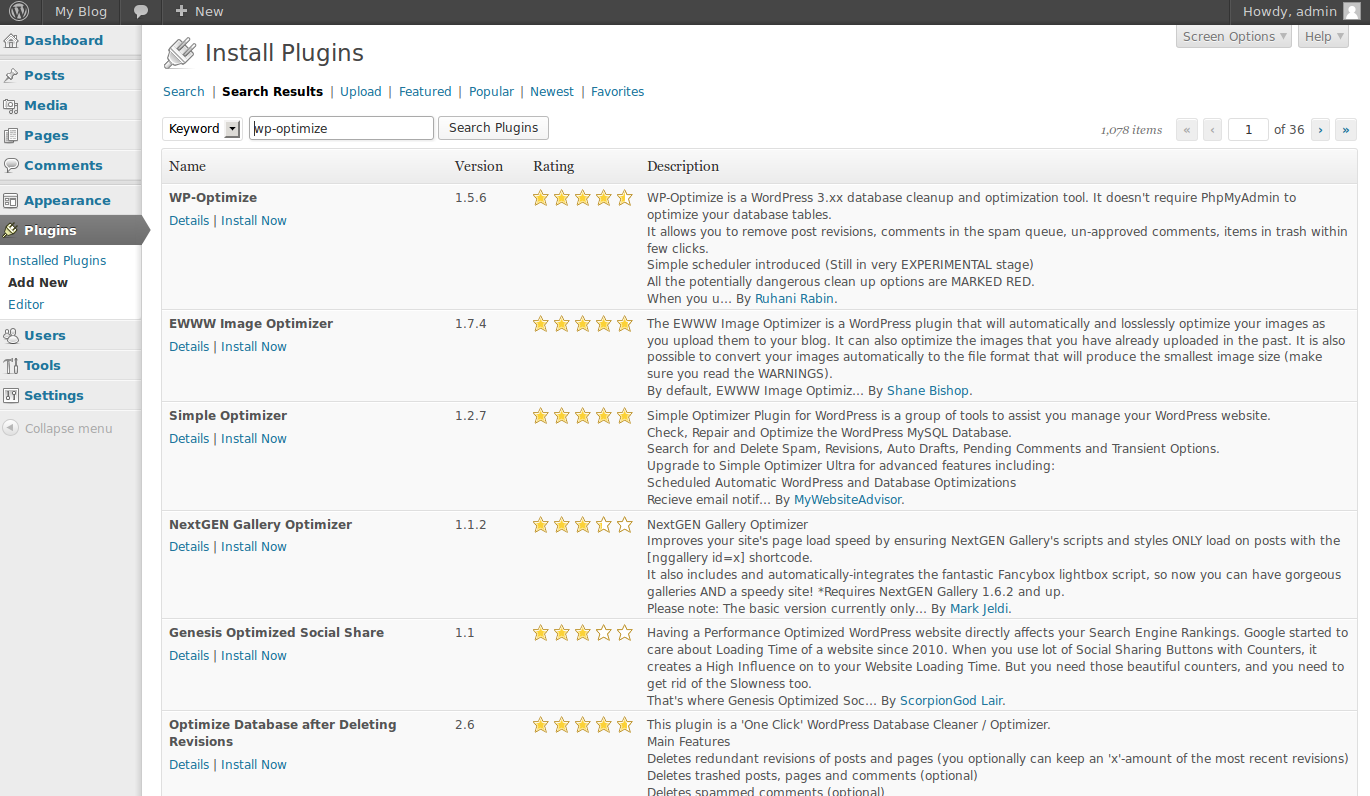 My Blog
New
Howdy, admin
Dashboard
Posts
Media
Pages
Comments
Appearance
Plugins
Installed Plugins
Add New
Editor
Users
Tools
Settings
Collapse menu
Screen Options
Help
Install Plugins
Search | Search Results | Upload | Featured | Popular | Newest | Favorites
Keyword wp-optimize Search Plugins 1,078 items « ‹ 1 of 36 › »
Name Version Rating Description
WP-Optimize
Details | Install Now
1.5.6
WP-Optimize is a WordPress 3.xx database cleanup and optimization tool. It doesn't require PhpMyAdmin to
optimize your database tables.
It allows you to remove post revisions, comments in the spam queue, un-approved comments, items in trash within
few clicks.
Simple scheduler introduced (Still in very EXPERIMENTAL stage)
All the potentially dangerous clean up options are MARKED RED.
When you u... By Ruhani Rabin.
EWWW Image Optimizer
Details | Install Now
1.7.4
The EWWW Image Optimizer is a WordPress plugin that will automatically and losslessly optimize your images as
you upload them to your blog. It can also optimize the images that you have already uploaded in the past. It is also
possible to convert your images automatically to the file format that will produce the smallest image size (make
sure you read the WARNINGS).
By default, EWWW Image Optimiz... By Shane Bishop.
Simple Optimizer
Details | Install Now
1.2.7
Simple Optimizer Plugin for WordPress is a group of tools to assist you manage your WordPress website.
Check, Repair and Optimize the WordPress MySQL Database.
Search for and Delete Spam, Revisions, Auto Drafts, Pending Comments and Transient Options.
Upgrade to Simple Optimizer Ultra for advanced features including:
Scheduled Automatic WordPress and Database Optimizations
Recieve email notif... By MyWebsiteAdvisor.
NextGEN Gallery Optimizer
Details | Install Now
1.1.2
NextGEN Gallery Optimizer
Improves your site's page load speed by ensuring NextGEN Gallery's scripts and styles ONLY load on posts with the
[nggallery id=x] shortcode.
It also includes and automatically-integrates the fantastic Fancybox lightbox script, so now you can have gorgeous
galleries AND a speedy site! *Requires NextGEN Gallery 1.6.2 and up.
Please note: The basic version currently only... By Mark Jeldi.
Genesis Optimized Social Share
Details | Install Now
1.1
Having a Performance Optimized WordPress website directly affects your Search Engine Rankings. Google started to
care about Loading Time of a website since 2010. When you use lot of Social Sharing Buttons with Counters, it
creates a High Influence on to your Website Loading Time. But you need those beautiful counters, and you need to
get rid of the Slowness too.
That's where Genesis Optimized Soc... By ScorpionGod Lair.
Optimize Database after Deleting
Revisions
Details | Install Now
2.6
This plugin is a 'One Click' WordPress Database Cleaner / Optimizer.
Main Features
Deletes redundant revisions of posts and pages (you optionally can keep an 'x'-amount of the most recent revisions)
Deletes trashed posts, pages and comments (optional)
Deletes spammed comments (optional)